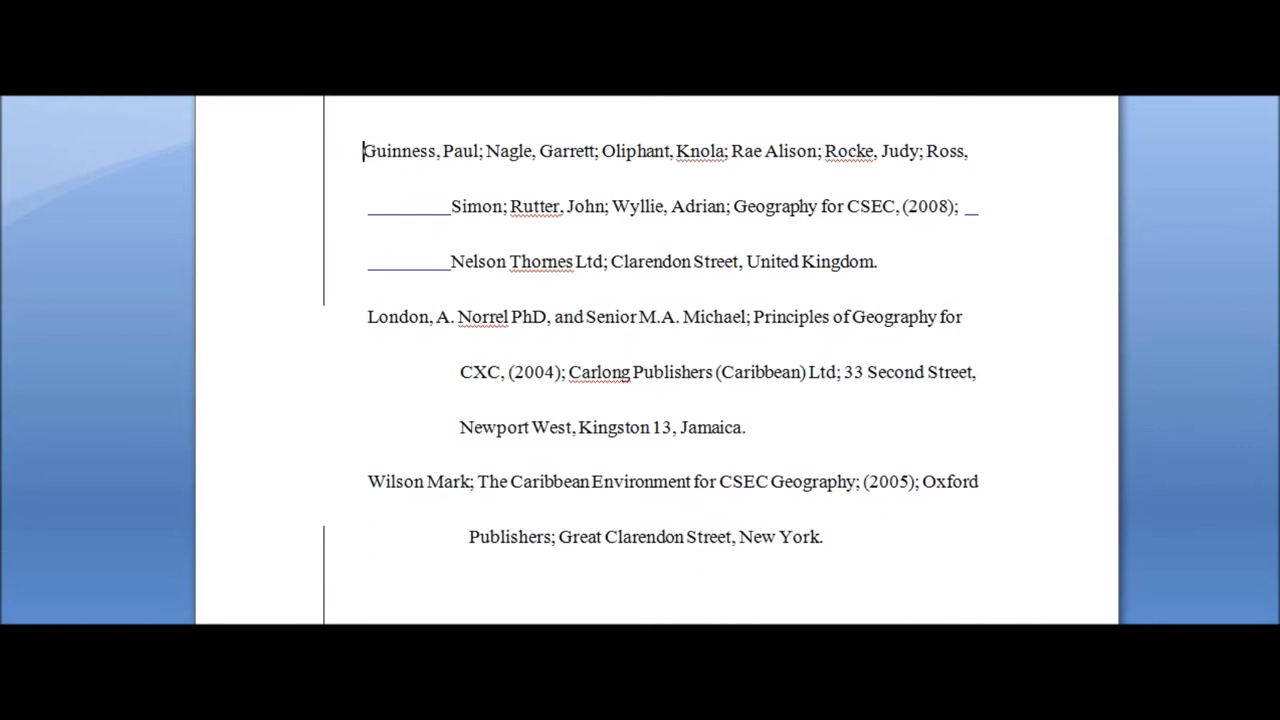 Guinness, Paul; Nagle, Garrett; Oliphant, Knola; Rae Alison; Rocke, Judy; Ross,
_________Simon; Rutter, John; Wyllie, Adrian; Geography for CSEC, (2008); _
_________Nelson Thornes Ltd; Clarendon Street, United Kingdom.
London, A. Norrel PhD, and Senior M.A. Michael; Principles of Geography for
CXC, (2004); Carlong Publishers (Caribbean) Ltd; 33 Second Street,
Newport West, Kingston 13, Jamaica.
Wilson Mark; The Caribbean Environment for CSEC Geography; (2005); Oxford
Publishers; Great Clarendon Street, New York.